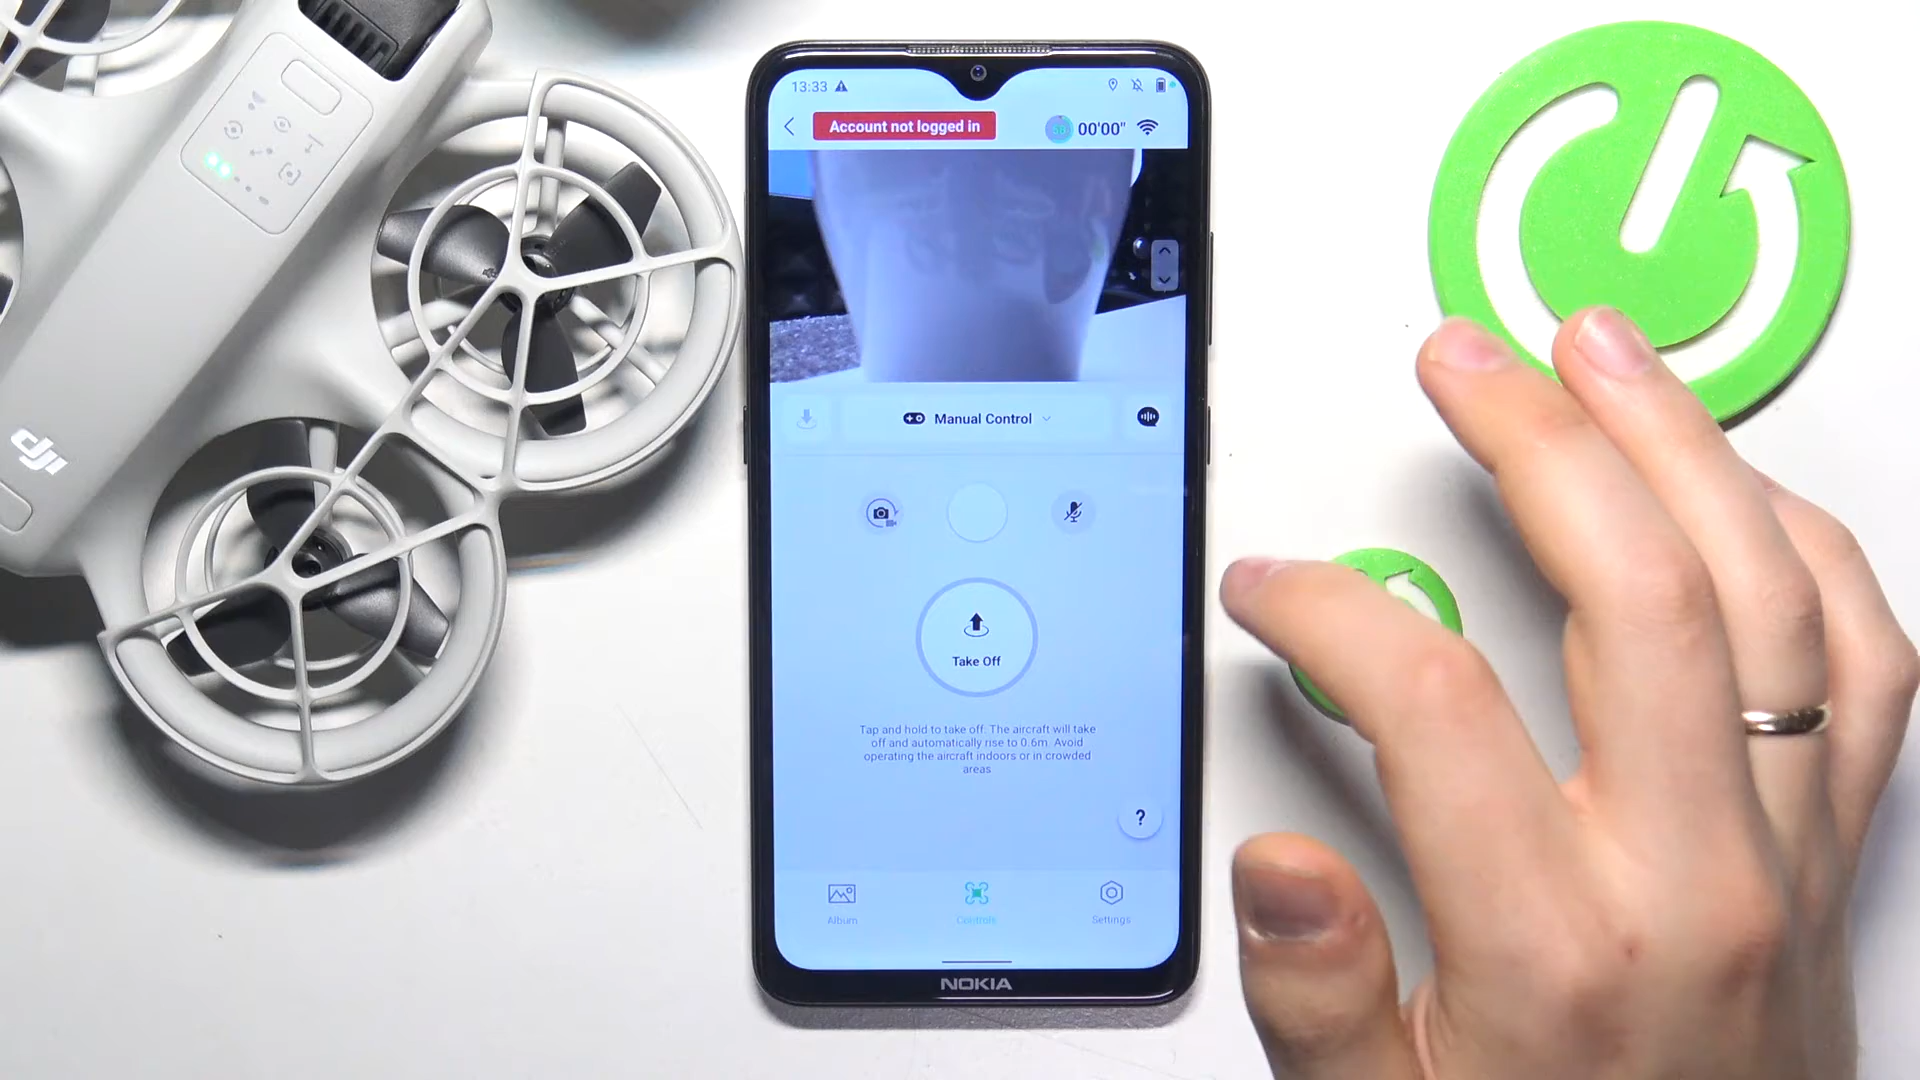 13:33
Account not logged in
00'00"
Manual Control
Take Off
Tap and hold to take off: The aircraft will take
off and automatically rise to 0.6m. Avoid
operating the aircraft indoors or in crowded
areas
?
Album
Controls
Settings
NOKIA
dji